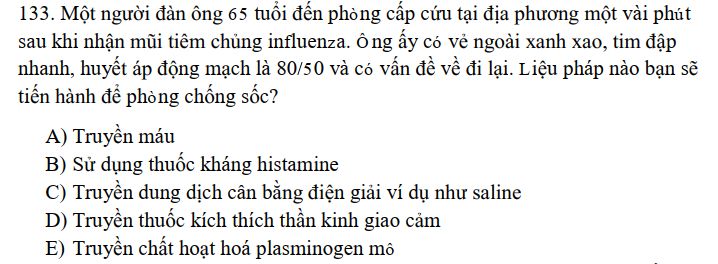 133. Một người đàn ông 65 tuổi đến phòng cấp cứu tại địa phương một vài phút
sau khi nhận mũi tiêm chủng influenza. Ông ấy có vẻ ngoài xanh xao, tim đập
nhanh, huyết áp động mạch là 80/50 và có vấn đề về đi lại. Liệu pháp nào bạn sẽ
tiến hành để phòng chống sốc?
A) Truyền máu
B) Sử dụng thuốc kháng histamine
C) Truyền dung dịch cân bằng điện giải ví dụ như saline
D) Truyền thuốc kích thích thần kinh giao cảm
E) Truyền chất hoạt hoá plasminogen mô